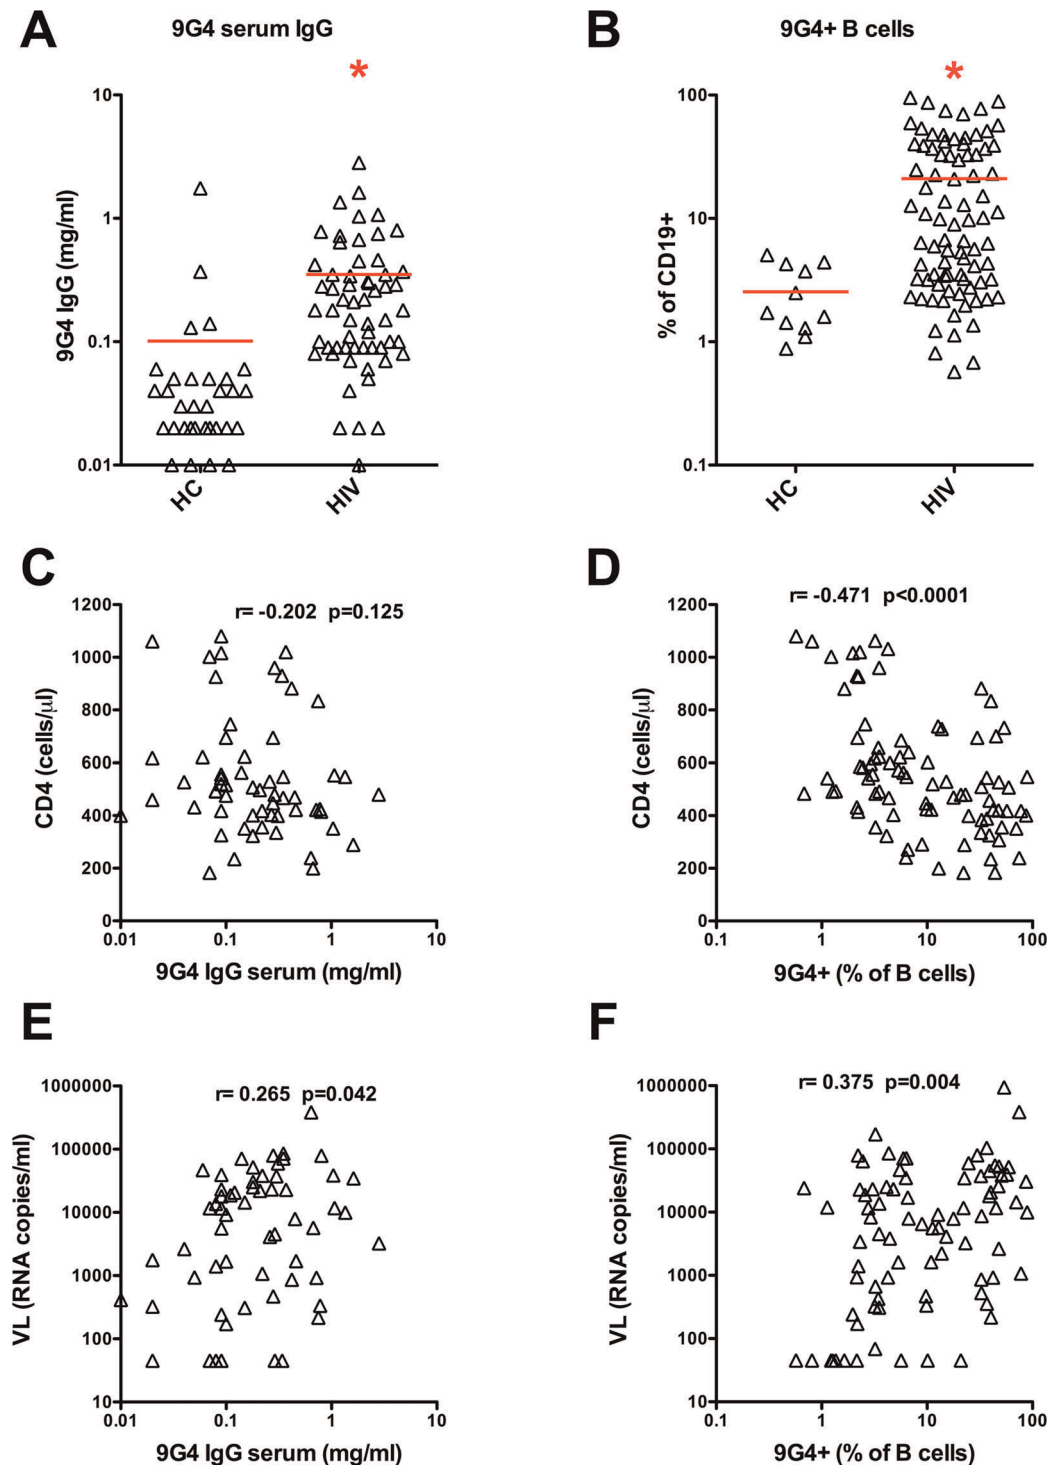 A
9G4 serum IgG
*
9G4 IgG (mg/ml)
10
1
0.1
0.01
HC
HIV
B
9G4+ B cells
*
% of CD19+
100
10
1
0.1
HC
HIV
C
r= -0.202 p=0.125
CD4 (cells/μl)
1200
1000
800
600
400
200
0
0.01
0.1
1
10
9G4 IgG serum (mg/ml)
D
r= -0.471 p<0.0001
CD4 (cells/μl)
1200
1000
800
600
400
200
0
0.1
1
10
100
9G4+ (% of B cells)
E
r= 0.265 p=0.042
VL (RNA copies/ml)
1000000
100000
10000
1000
100
10
0.01
0.1
1
10
9G4 IgG serum (mg/ml)
F
r= 0.375 p=0.004
VL (RNA copies/ml)
1000000
100000
10000
1000
100
10
0.1
1
10
100
9G4+ (% of B cells)